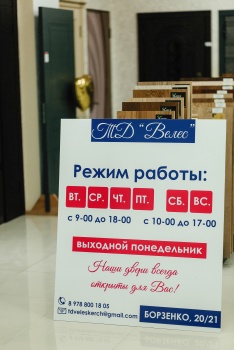 ТД "Велес"
Режим работы:
ВТ. СР. ЧТ. ПТ. СБ. ВС.
с 9-00 до 18-00 с 10-00 до 17-00
ВЫХОДНОЙ ПОНЕДЕЛЬНИК
Наши двери всегда
открыты для Вас!
8 978 800 18 05
tdveleskerch@gmail.com
БОРЗЕНКО, 20/21